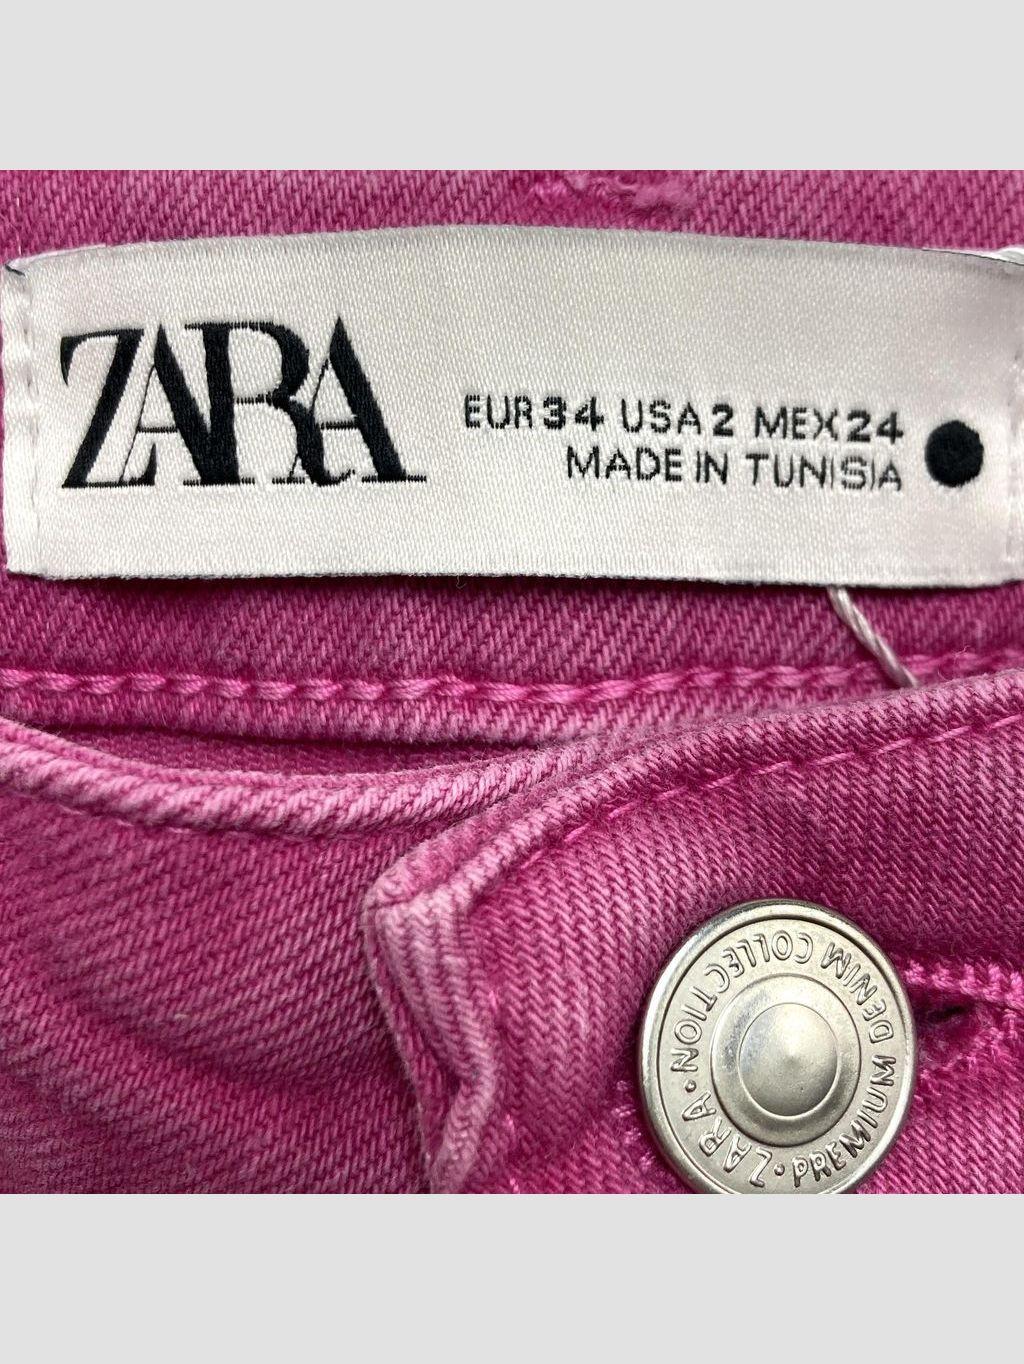 ZARA
EUR 34 USA 2 MEX 24
MADE IN TUNISIA
ZARA · PREMIUM DENIM COLLECTION ·